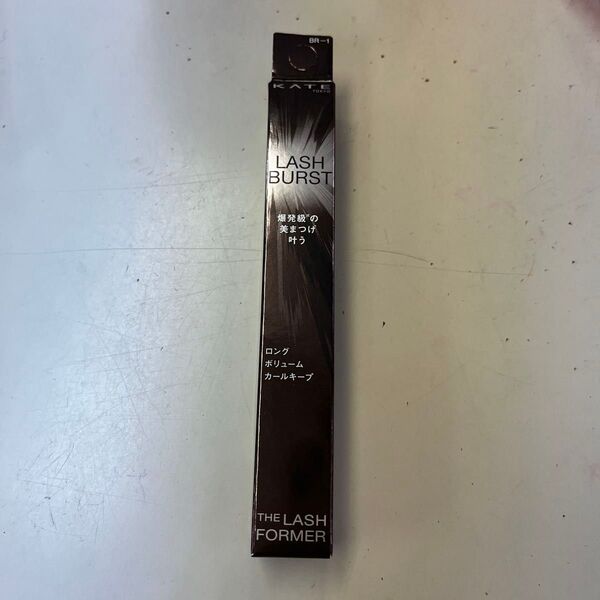 BR-1
KATE
TOKYO
LASH
BURST
爆発級※の
美まつげ
叶う
ロング
ボリューム
カールキープ
THE LASH
FORMER